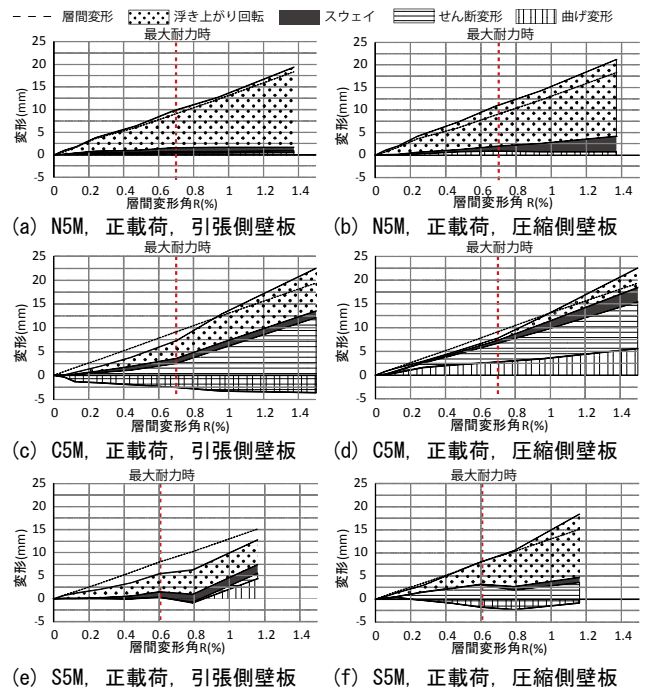 層間変形 浮き上がり回転 スウェイ せん断変形 曲げ変形
最大耐力時 最大耐力時
変形(mm) 変形(mm)
25 20 15 10 5 0 -5
25 20 15 10 5 0 -5
0 0.2 0.4 0.6 0.8 1 1.2 1.4
0 0.2 0.4 0.6 0.8 1 1.2 1.4
層間変形角R(%) 層間変形角R(%)
(a) N5M, 正載荷, 引張側壁板 (b) N5M, 正載荷, 圧縮側壁板
最大耐力時 最大耐力時
変形(mm) 変形(mm)
25 20 15 10 5 0 -5
25 20 15 10 5 0 -5
0 0.2 0.4 0.6 0.8 1 1.2 1.4
0 0.2 0.4 0.6 0.8 1 1.2 1.4
層間変形角R(%) 層間変形角R(%)
(c) C5M, 正載荷, 引張側壁板 (d) C5M, 正載荷, 圧縮側壁板
最大耐力時 最大耐力時
変形(mm) 変形(mm)
25 20 15 10 5 0 -5
25 20 15 10 5 0 -5
0 0.2 0.4 0.6 0.8 1 1.2 1.4
0 0.2 0.4 0.6 0.8 1 1.2 1.4
層間変形角R(%) 層間変形角R(%)
(e) S5M, 正載荷, 引張側壁板 (f) S5M, 正載荷, 圧縮側壁板